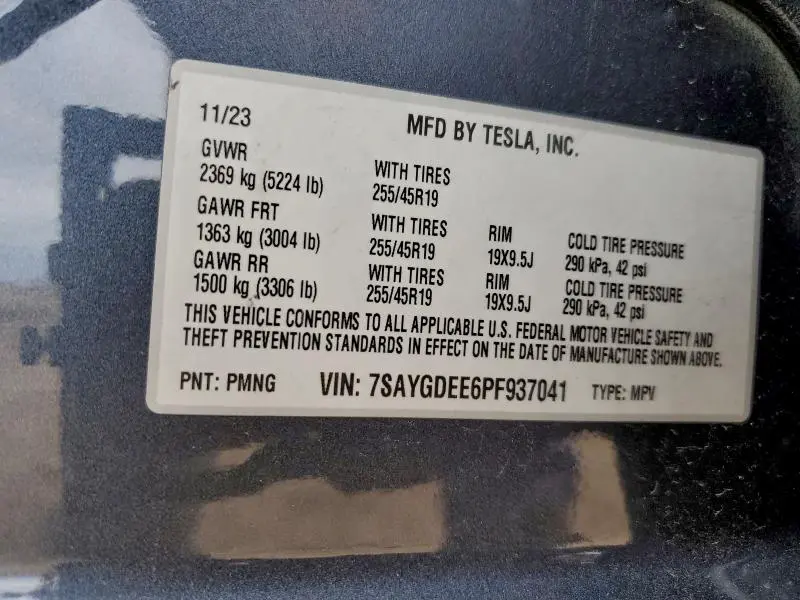 11/23 MFD BY TESLA, INC.
GVWR
2369 kg (5224 lb) WITH TIRES 255/45R19
GAWR FRT
1363 kg (3004 lb) WITH TIRES 255/45R19 RIM 19X9.5J COLD TIRE PRESSURE 290 kPa, 42 psi
GAWR RR
1500 kg (3306 lb) WITH TIRES 255/45R19 RIM 19X9.5J COLD TIRE PRESSURE 290 kPa, 42 psi
THIS VEHICLE CONFORMS TO ALL APPLICABLE U.S. FEDERAL MOTOR VEHICLE SAFETY AND
THEFT PREVENTION STANDARDS IN EFFECT ON THE DATE OF MANUFACTURE SHOWN ABOVE.
PNT: PMNG VIN: 7SAYGDEE6PF937041 TYPE: MPV